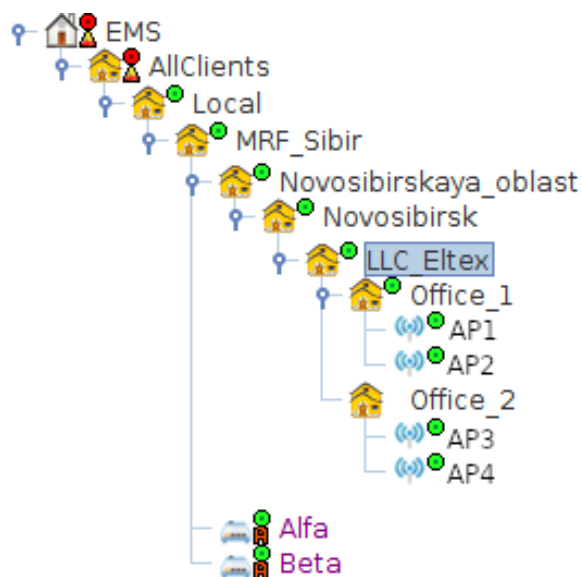 EMS
AllClients
Local
MRF_Sibir
Novosibirskaya_oblast
Novosibirsk
LLC_Eltex
Office_1
AP1
AP2
Office_2
AP3
AP4
Alfa
Beta